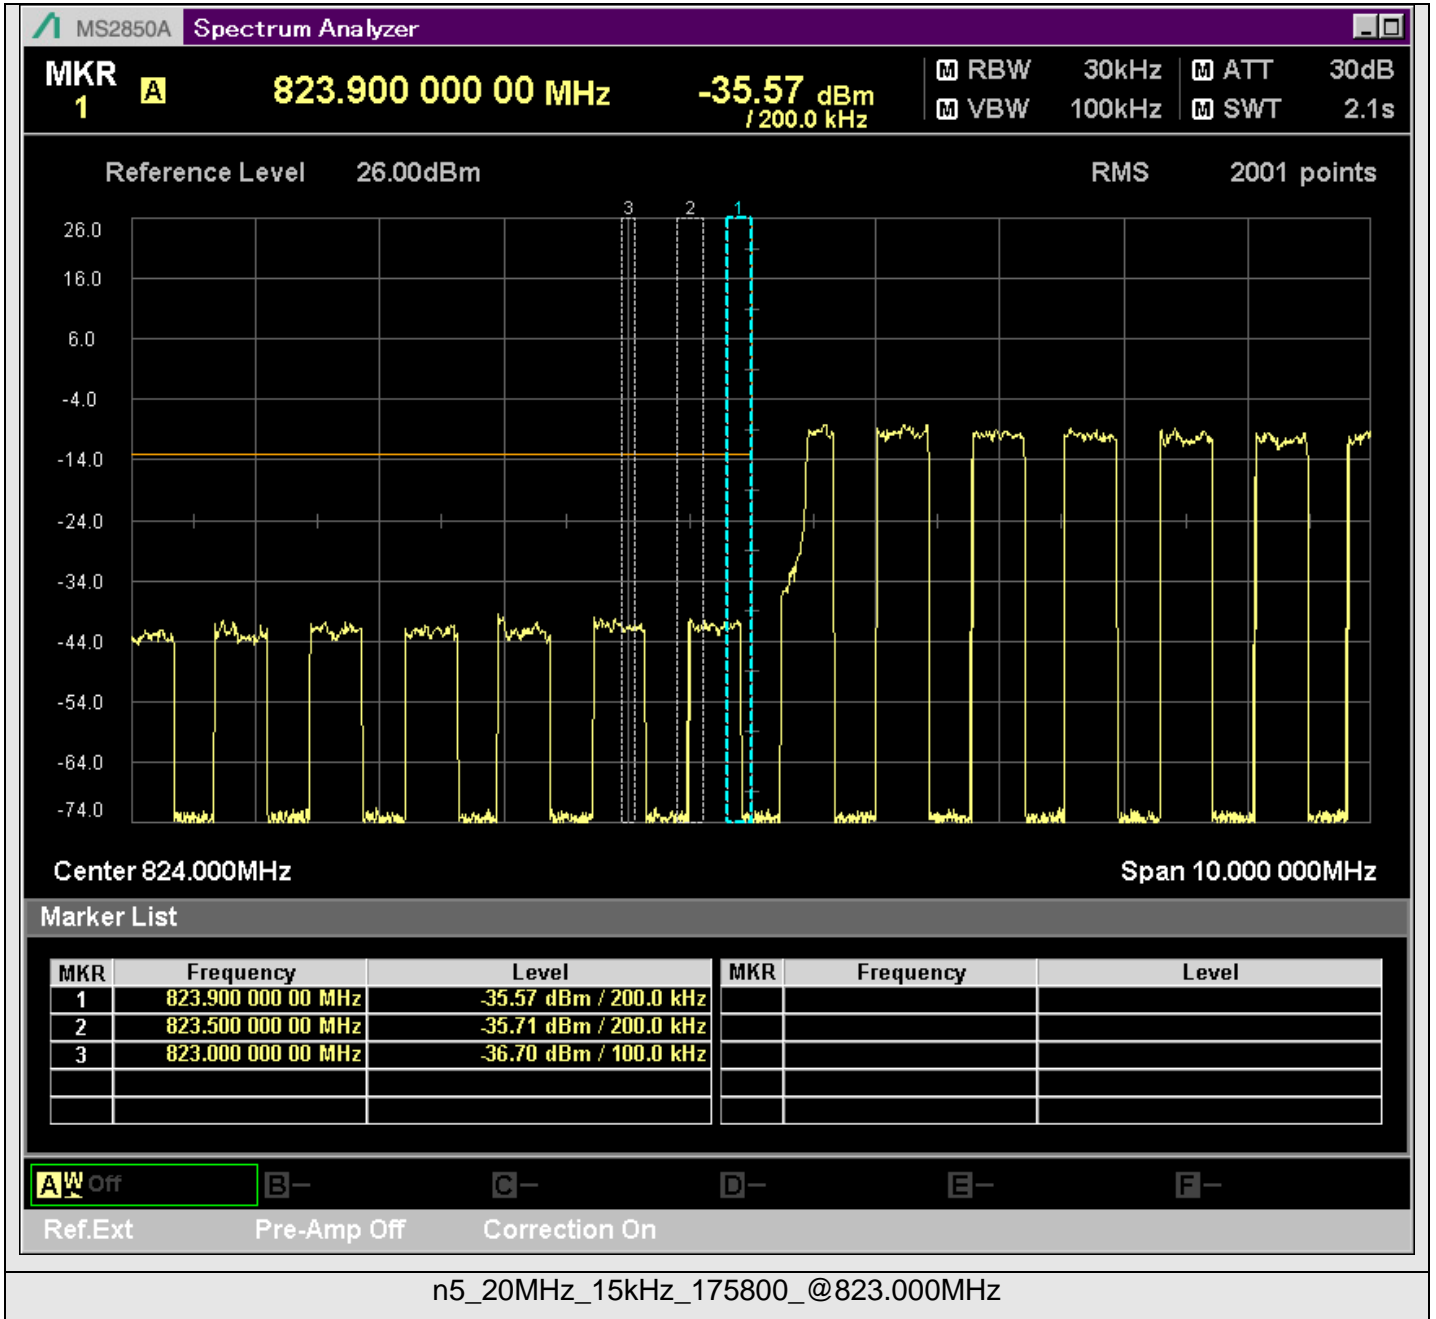 MS2850A Spectrum Analyzer
MKR 1 A 823.900 000 00 MHz -35.57 dBm / 200.0 kHz
M RBW 30kHz M ATT 30dB
M VBW 100kHz M SWT 2.1s
Reference Level 26.00dBm RMS 2001 points
3 2 1
26.0
16.0
6.0
-4.0
-14.0
-24.0
-34.0
-44.0
-54.0
-64.0
-74.0
Center 824.000MHz Span 10.000 000MHz
Marker List
MKR Frequency Level MKR Frequency Level
1 823.900 000 00 MHz -35.57 dBm / 200.0 kHz
2 823.500 000 00 MHz -35.71 dBm / 200.0 kHz
3 823.000 000 00 MHz -36.70 dBm / 100.0 kHz
A W Off B — C — D — E — F —
Ref.Ext Pre-Amp Off Correction On
n5_20MHz_15kHz_175800_@823.000MHz